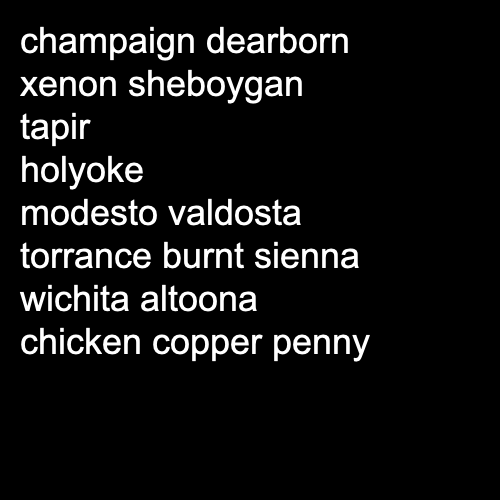 champaign dearborn
xenon sheboygan
tapir
holyoke
modesto valdosta
torrance burnt sienna
wichita altoona
chicken copper penny